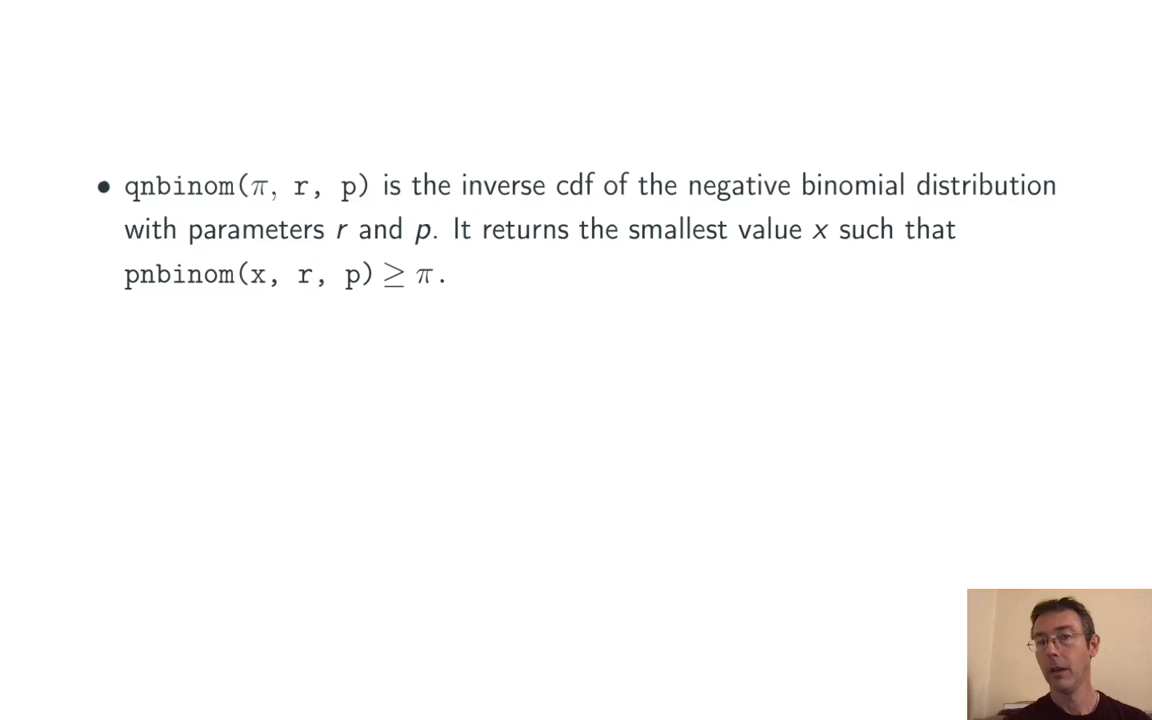 • qnbinom(π, r, p) is the inverse cdf of the negative binomial distribution
with parameters r and p. It returns the smallest value x such that
pnbinom(x, r, p) ≥ π.